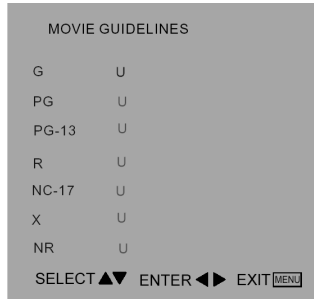 MOVIE GUIDELINES
G U
PG U
PG-13 U
R U
NC-17 U
X U
NR U
SELECT ▲▼ ENTER ◀ ▶ EXIT MENU